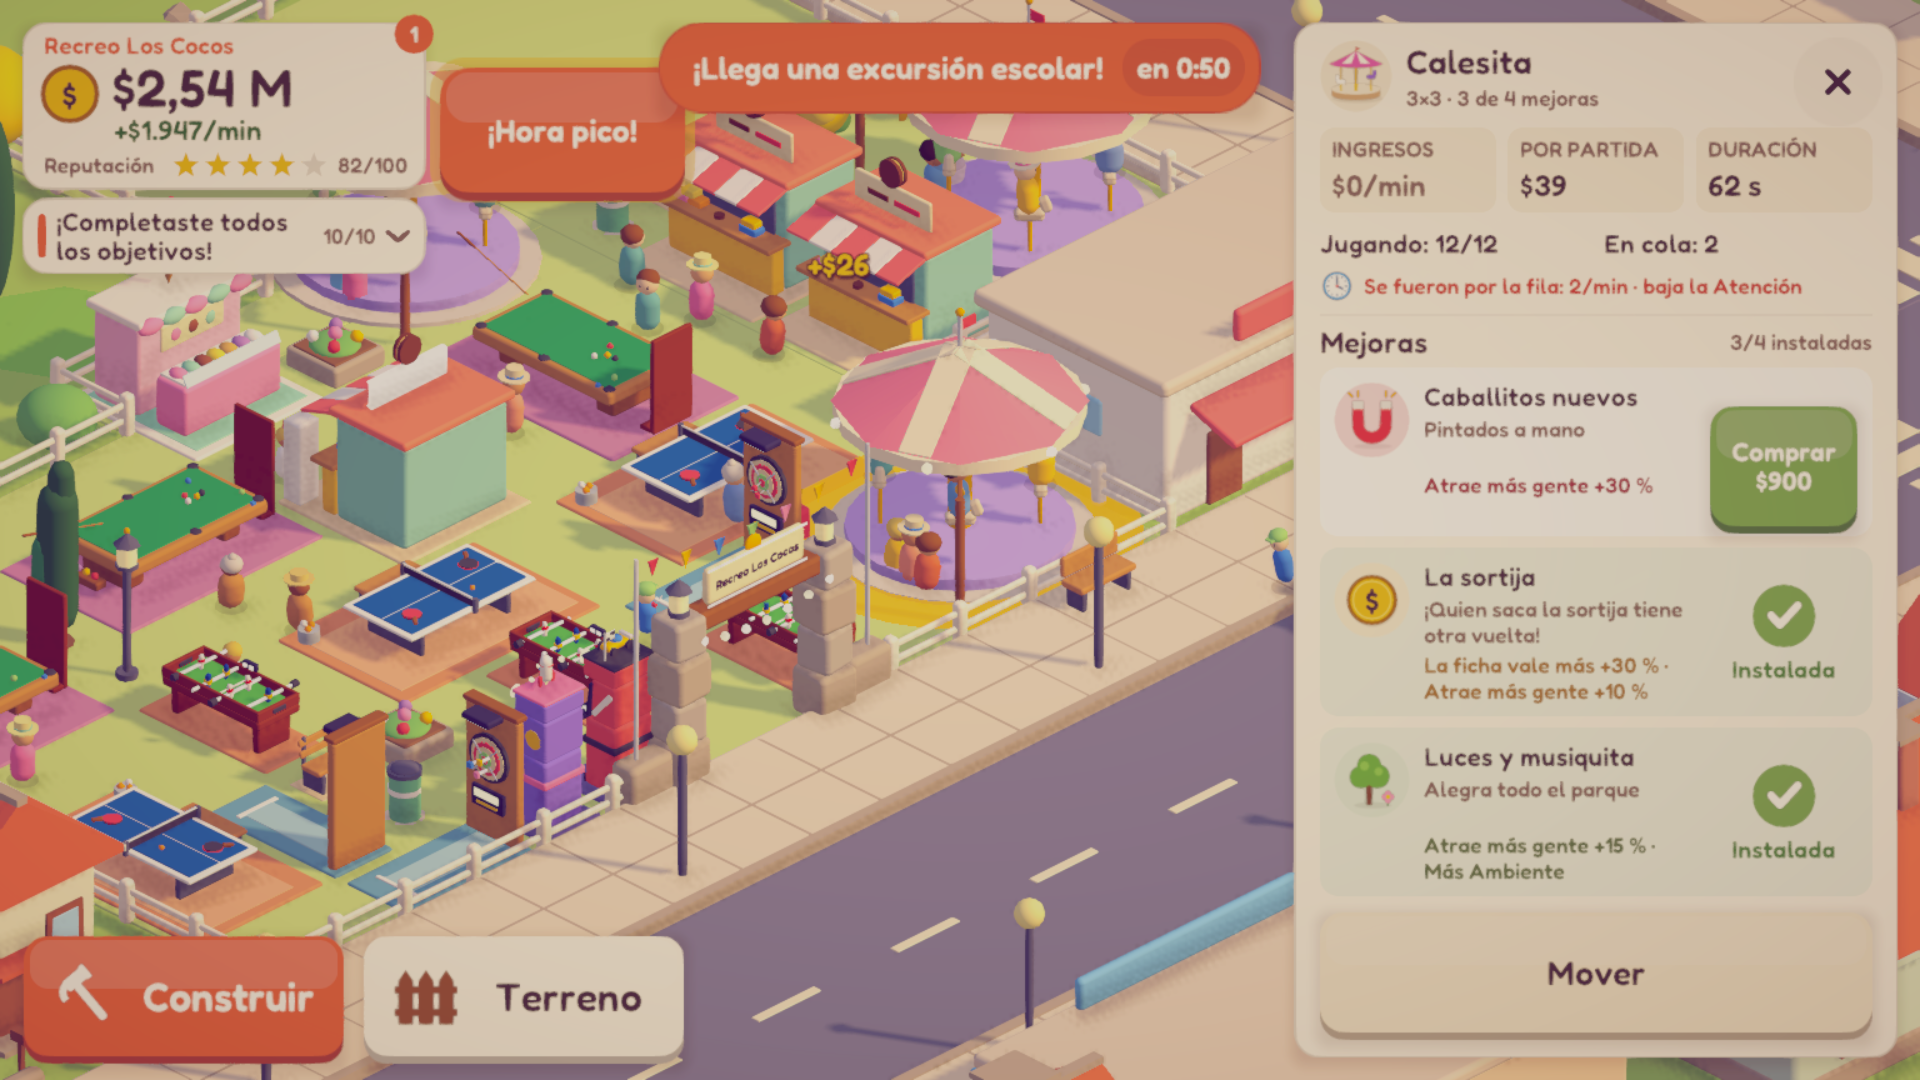 Recreo Los Cocos
1
$2,54 M
+$1.947/min
Reputación
82/100
¡Completaste todos
los objetivos!
10/10
¡Hora pico!
¡Llega una excursión escolar!
en 0:50
+$26
Recreo Los Cocos
Construir
Terreno
Calesita
3×3 · 3 de 4 mejoras
INGRESOS
$0/min
POR PARTIDA
$39
DURACIÓN
62 s
Jugando: 12/12
En cola: 2
Se fueron por la fila: 2/min · baja la Atención
Mejoras
3/4 instaladas
Caballitos nuevos
Pintados a mano
Atrae más gente +30 %
Comprar
$900
La sortija
¡Quien saca la sortija tiene
otra vuelta!
La ficha vale más +30 % ·
Atrae más gente +10 %
Instalada
Luces y musiquita
Alegra todo el parque
Atrae más gente +15 % ·
Más Ambiente
Instalada
Mover